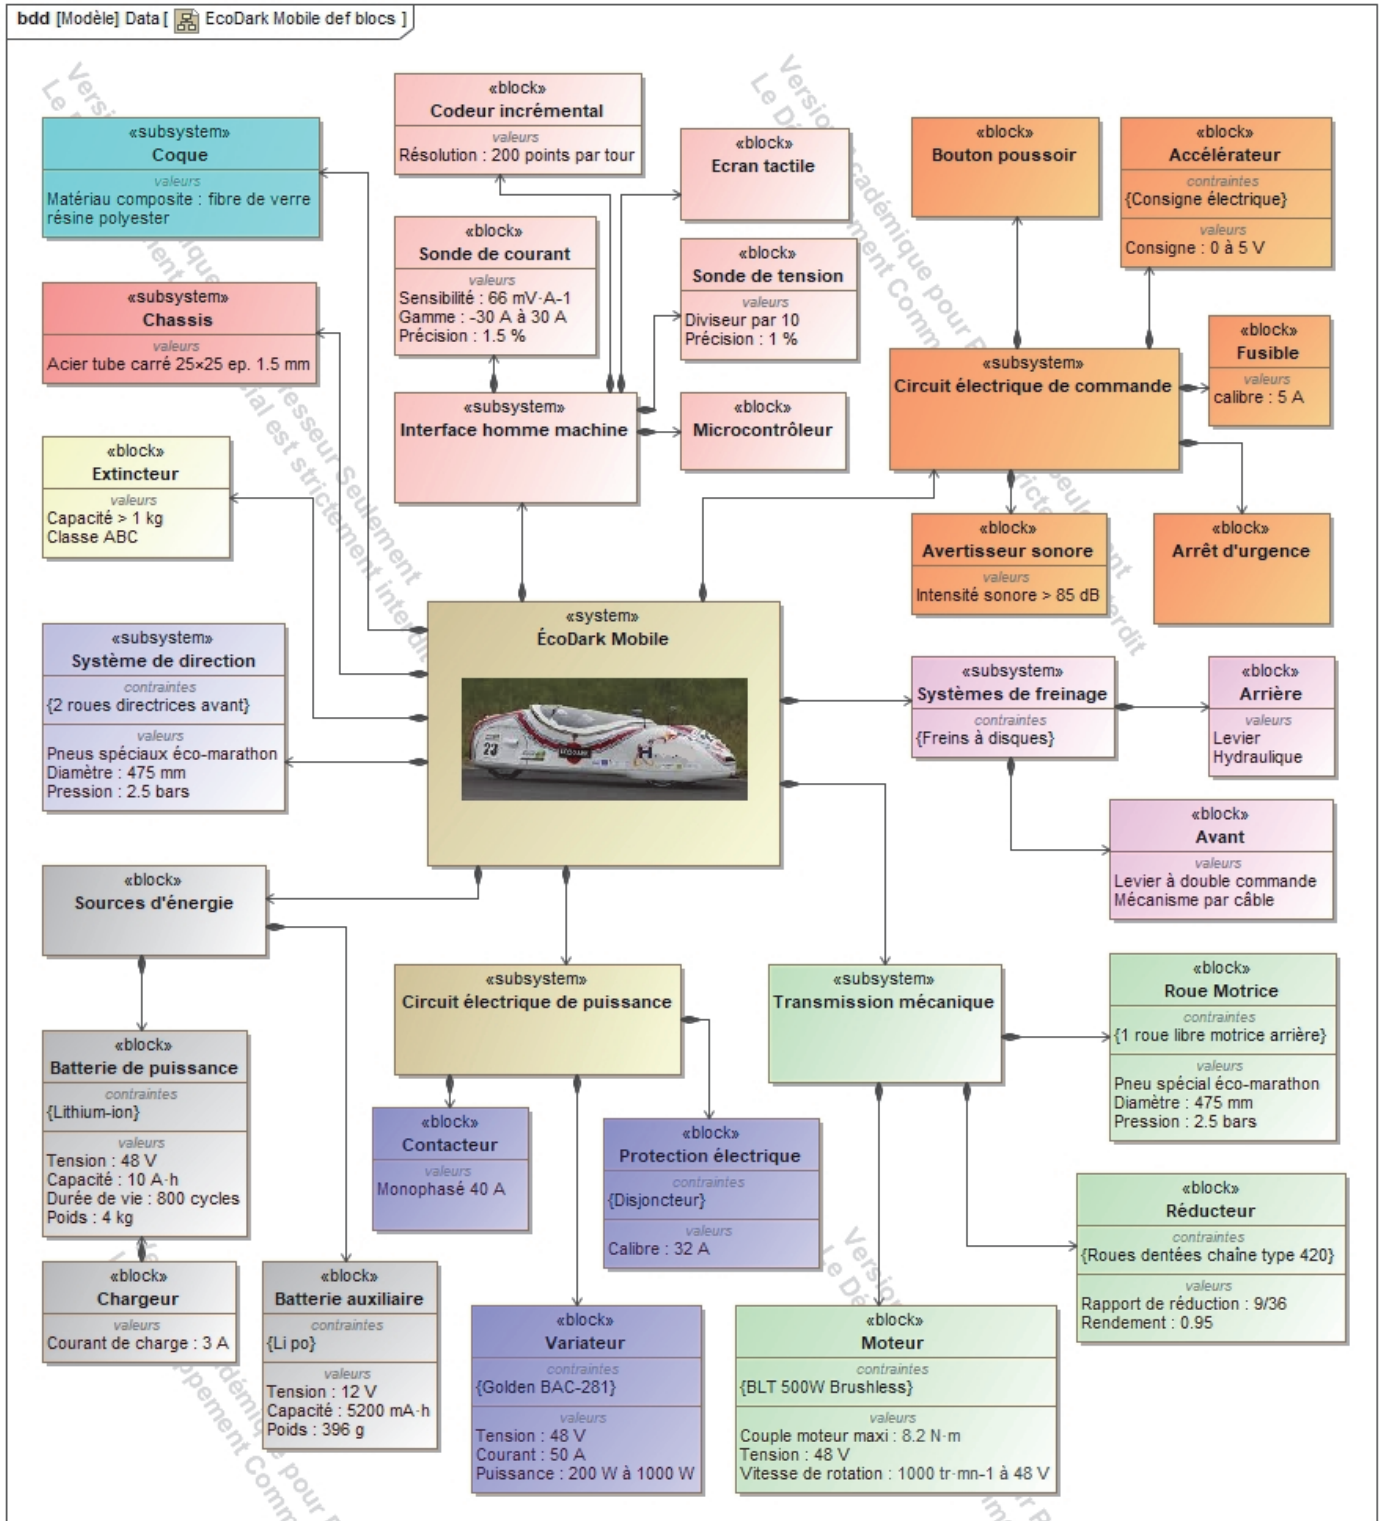 bdd [Modèle] Data [ EcoDark Mobile def blocs ]
«subsystem»
Coque
valeurs
Matériau composite : fibre de verre
résine polyester
«block»
Codeur incrémental
valeurs
Résolution : 200 points par tour
«block»
Ecran tactile
«block»
Bouton poussoir
«block»
Accélérateur
contraintes
{Consigne électrique}
valeurs
Consigne : 0 à 5 V
«subsystem»
Chassis
valeurs
Acier tube carré 25×25 ep. 1.5 mm
«block»
Sonde de courant
valeurs
Sensibilité : 66 mV·A-1
Gamme : -30 A à 30 A
Précision : 1.5 %
«block»
Sonde de tension
valeurs
Diviseur par 10
Précision : 1 %
«subsystem»
Circuit électrique de commande
«block»
Fusible
valeurs
calibre : 5 A
«block»
Extincteur
valeurs
Capacité > 1 kg
Classe ABC
«subsystem»
Interface homme machine
«block»
Microcontrôleur
«block»
Avertisseur sonore
valeurs
Intensité sonore > 85 dB
«block»
Arrêt d'urgence
«subsystem»
Système de direction
contraintes
{2 roues directrices avant}
valeurs
Pneus spéciaux éco-marathon
Diamètre : 475 mm
Pression : 2.5 bars
«system»
ÉcoDark Mobile
23
ECODARK
H
«subsystem»
Systèmes de freinage
contraintes
{Freins à disques}
«block»
Arrière
valeurs
Levier
Hydraulique
«block»
Avant
valeurs
Levier à double commande
Mécanisme par câble
«block»
Sources d'énergie
«subsystem»
Circuit électrique de puissance
«subsystem»
Transmission mécanique
«block»
Roue Motrice
contraintes
{1 roue libre motrice arrière}
valeurs
Pneu spécial éco-marathon
Diamètre : 475 mm
Pression : 2.5 bars
«block»
Batterie de puissance
contraintes
{Lithium-ion}
valeurs
Tension : 48 V
Capacité : 10 A·h
Durée de vie : 800 cycles
Poids : 4 kg
«block»
Contacteur
valeurs
Monophasé 40 A
«block»
Protection électrique
contraintes
{Disjoncteur}
valeurs
Calibre : 32 A
«block»
Réducteur
contraintes
{Roues dentées chaîne type 420}
valeurs
Rapport de réduction : 9/36
Rendement : 0.95
«block»
Chargeur
valeurs
Courant de charge : 3 A
«block»
Batterie auxiliaire
contraintes
{Li po}
valeurs
Tension : 12 V
Capacité : 5200 mA·h
Poids : 396 g
«block»
Variateur
contraintes
{Golden BAC-281}
valeurs
Tension : 48 V
Courant : 50 A
Puissance : 200 W à 1000 W
«block»
Moteur
contraintes
{BLT 500W Brushless}
valeurs
Couple moteur maxi : 8.2 N·m
Tension : 48 V
Vitesse de rotation : 1000 tr·mn-1 à 48 V